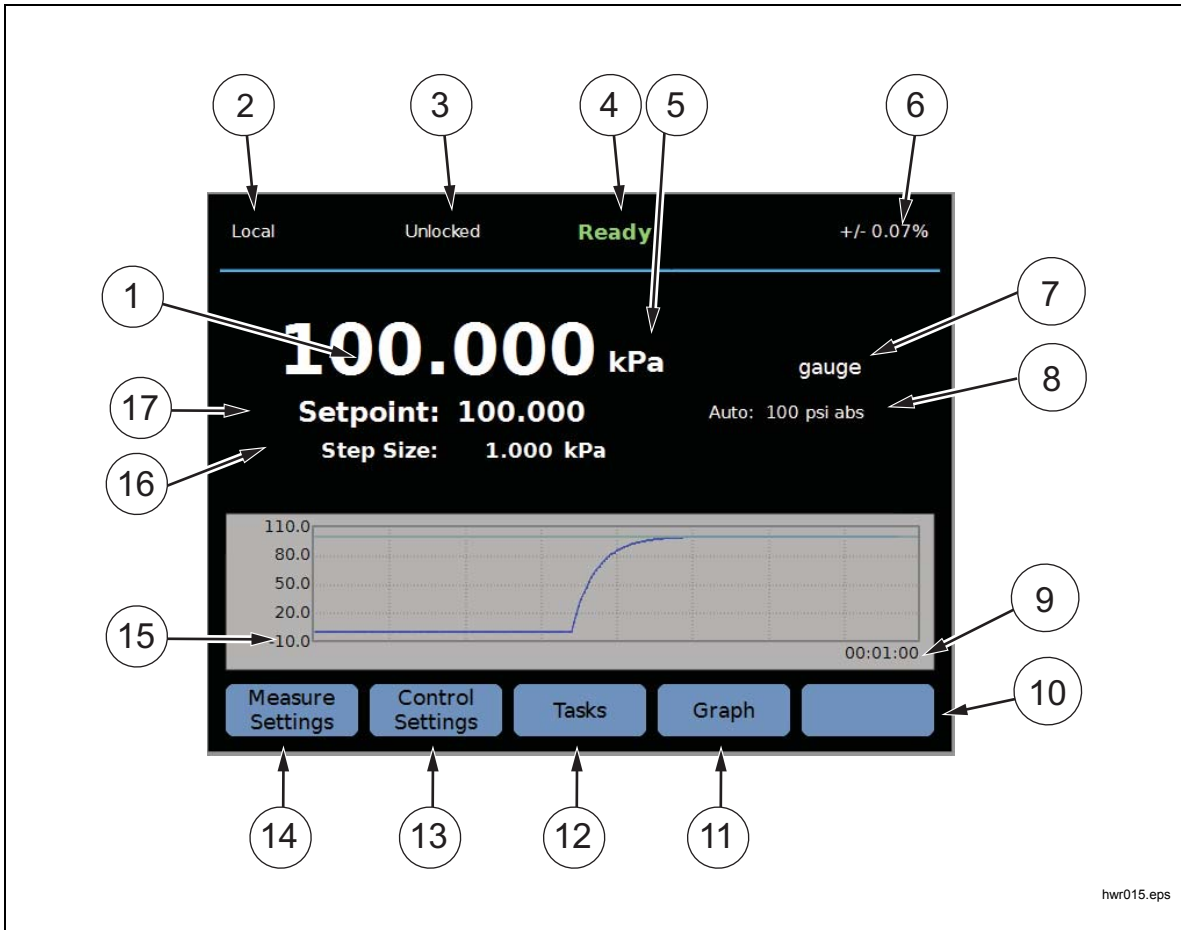 2
3
4
5
6
Local
Unlocked
Ready
+/- 0.07%
1
7
100.000 kPa
gauge
8
17
Setpoint: 100.000
Auto: 100 psi abs
16
Step Size: 1.000 kPa
110.0
80.0
50.0
20.0
9
15
-10.0
00:01:00
10
Measure Settings
Control Settings
Tasks
Graph
14
13
12
11
hwr015.eps